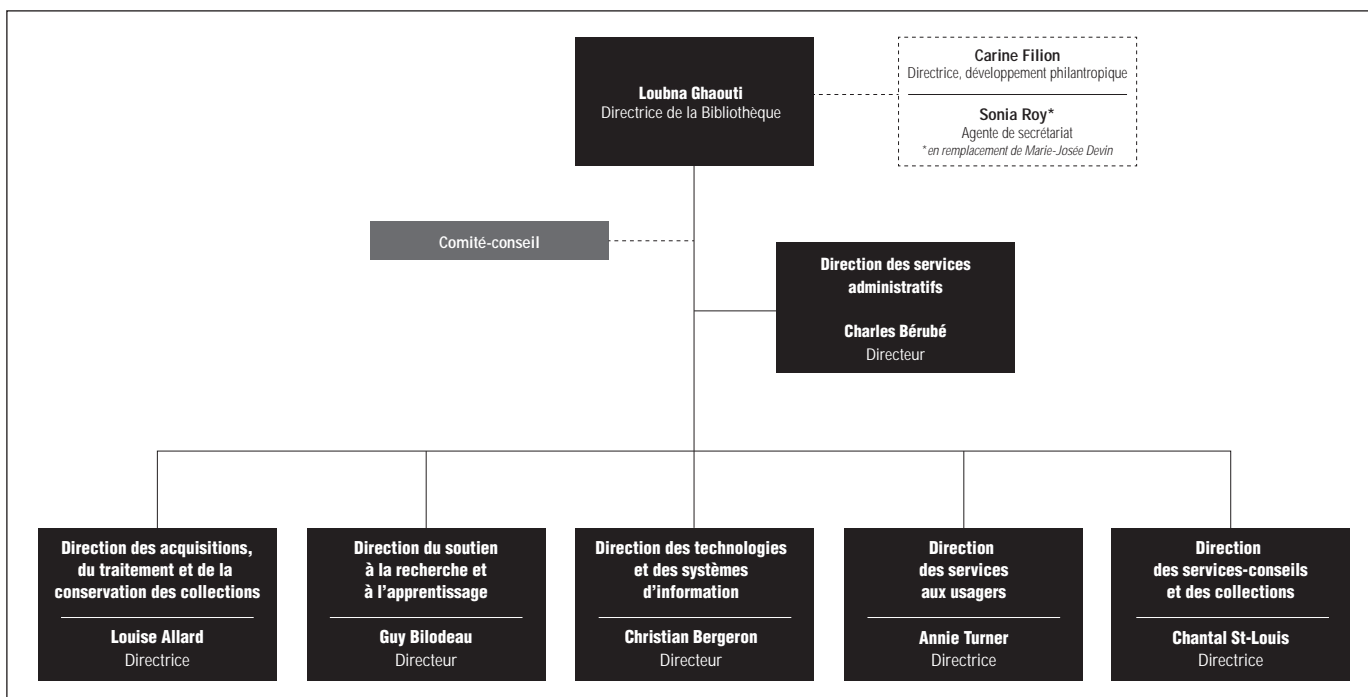 Loubna Ghaouti
Directrice de la Bibliothèque
Carine Filion
Directrice, développement philantropique
Sonia Roy*
Agente de secrétariat
* en remplacement de Marie-Josée Devin
Comité-conseil
Direction des services
administratifs
Charles Bérubé
Directeur
Direction des acquisitions,
du traitement et de la
conservation des collections
Louise Allard
Directrice
Direction du soutien
à la recherche et
à l’apprentissage
Guy Bilodeau
Directeur
Direction des technologies
et des systèmes
d’information
Christian Bergeron
Directeur
Direction
des services
aux usagers
Annie Turner
Directrice
Direction
des services-conseils
et des collections
Chantal St-Louis
Directrice